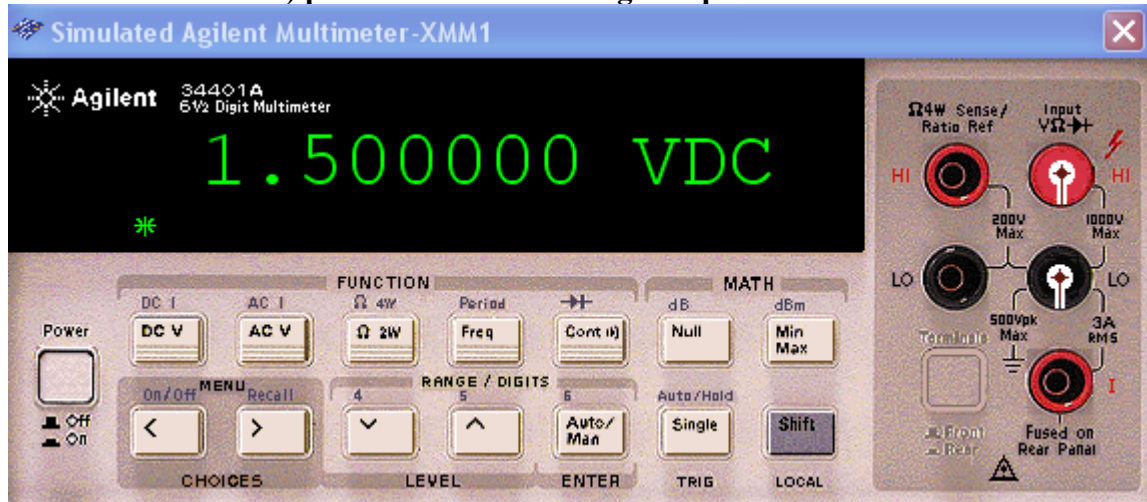 Simulated Agilent Multimeter-XMM1
Agilent
34401A
6½ Digit Multimeter
1.500000 VDC
Ω4W Sense/
Ratio Ref
Input
VΩ
HI
HI
200V
Max
1000V
Max
LO
LO
500Vpk
Max
3A
RMS
Terminals
I
Front
Rear
Fused on
Rear Panal
FUNCTION
MATH
DC I
AC I
Ω 4W
Period
dB
dBm
Power
DC V
AC V
Ω 2W
Freq
Cont
Null
Min
Max
MENU
RANGE / DIGITS
On/Off
Recall
4
5
6
Auto/Hold
Off
On
<
>
Auto/
Man
Single
Shift
CHOICES
LEVEL
ENTER
TRIG
LOCAL